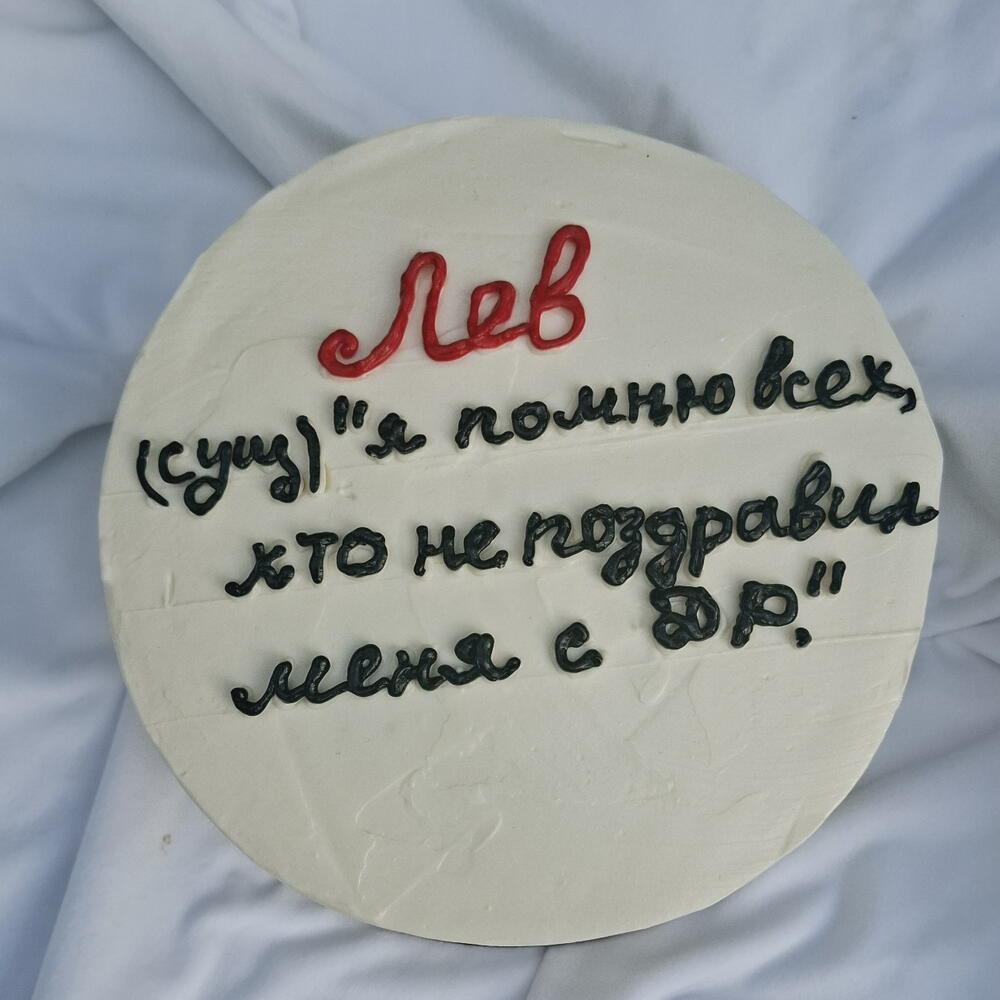 Лев
(сущ) "я помню всех,
кто не поздравил
меня с ДР."